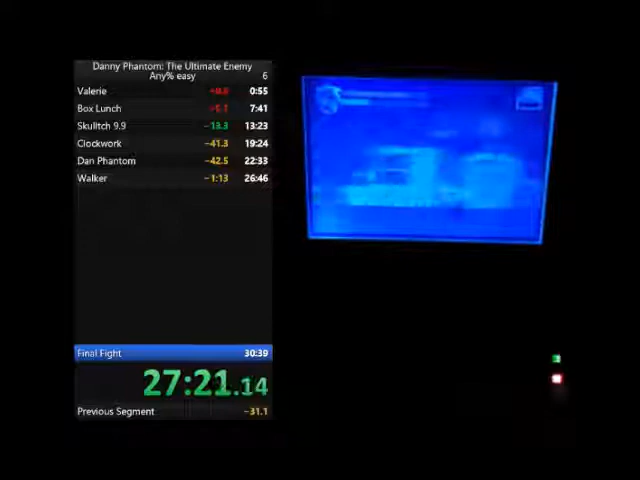 Danny Phantom: The Ultimate Enemy
Any% easy 6
Valerie 0:55
Box Lunch 7:41
Skulltch 9.9 −13.3 13:23
Clockwork −41.3 19:24
Dan Phantom −42.5 22:33
Walker −1:13 26:46
Final Fight 30:39
27:21.14
Previous Segment −31.1